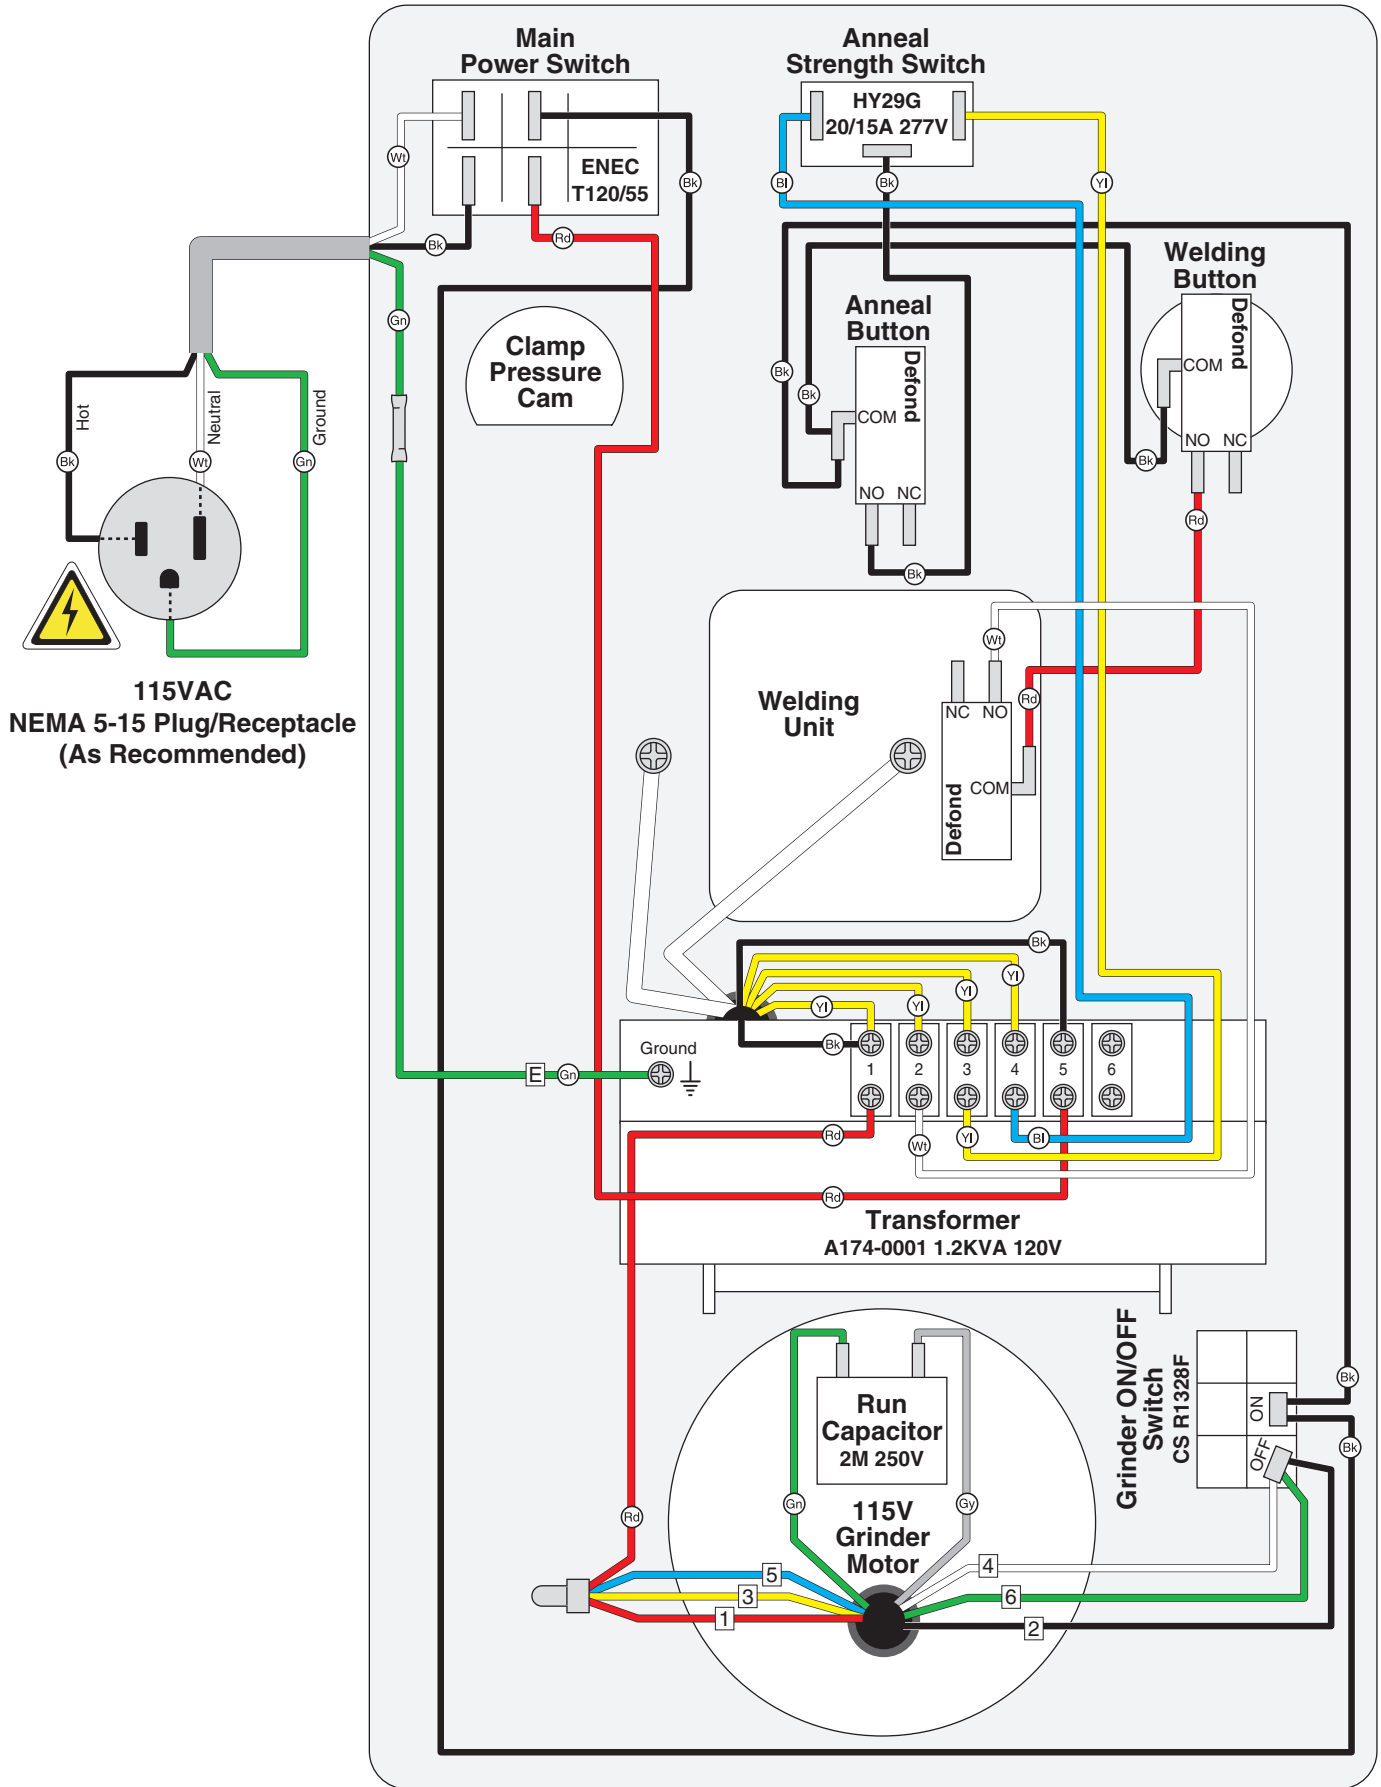 Main
Power Switch
ENEC
T120/55
Anneal
Strength Switch
HY29G
20/15A 277V
Wt
Bk
Bk
Rd
Bl
Bk
Yl
Gn
Clamp
Pressure
Cam
Anneal
Button
Defond
COM
NO NC
Bk
Bk
Bk
Welding
Button
Defond
COM
NO NC
Bk
Rd
Hot
Neutral
Ground
Bk
Wt
Gn
115VAC
NEMA 5-15 Plug/Receptacle
(As Recommended)
Welding
Unit
Wt
Rd
NC NO
COM
Defond
Bk
Yl
Yl
Yl
Yl
Bk
Ground
E
Gn
1
2
3
4
5
6
Rd
Wt
Yl
Bl
Rd
Transformer
A174-0001 1.2KVA 120V
Run
Capacitor
2M 250V
Gn
Gy
115V
Grinder
Motor
Grinder ON/OFF
Switch
CS R1328F
ON
OFF
Bk
Bk
Rd
5
3
1
4
6
2